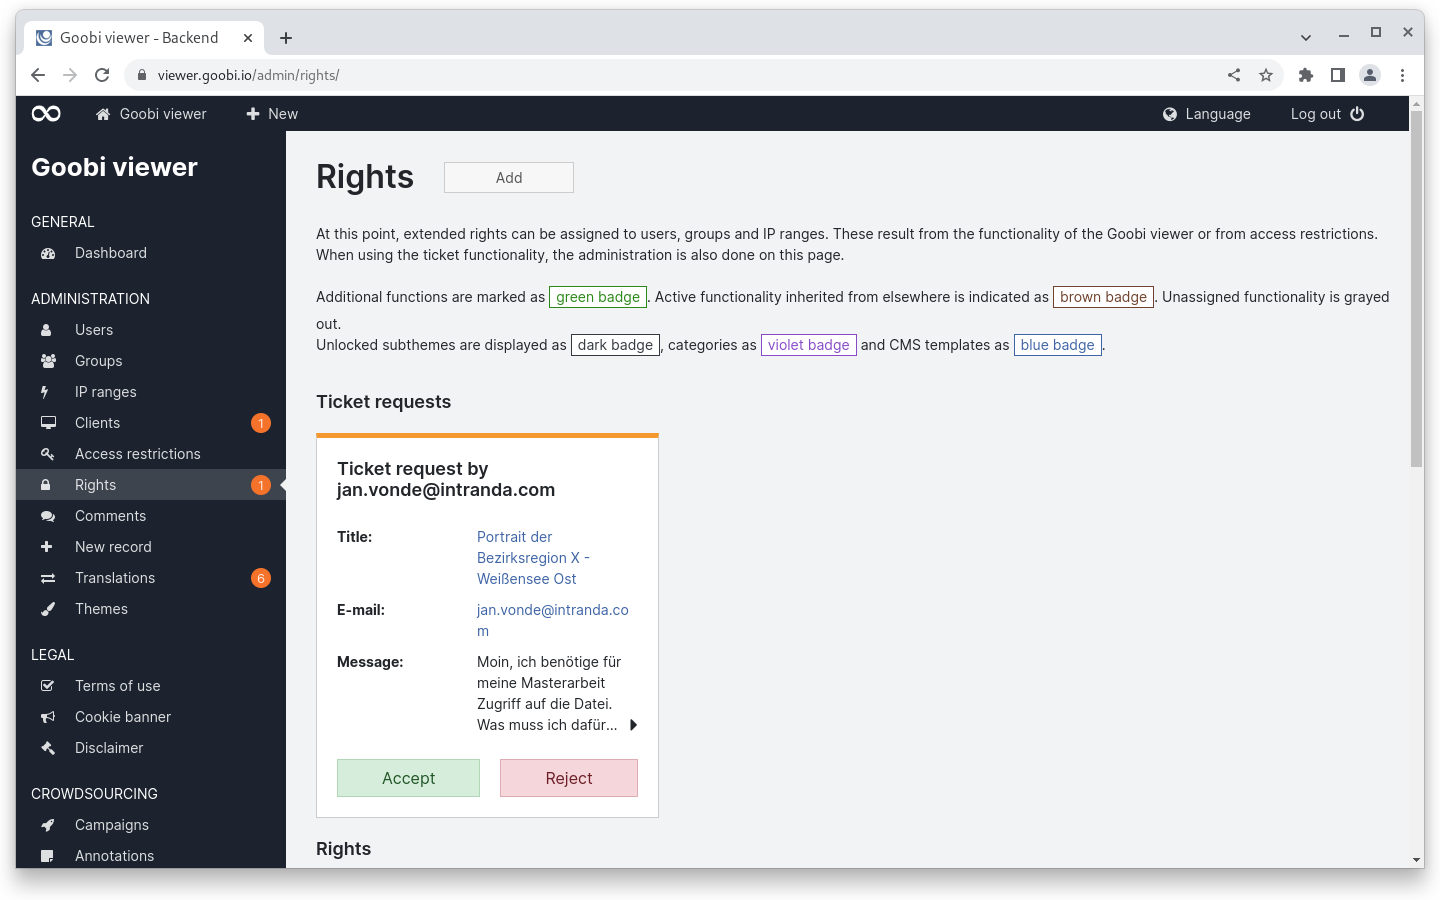 Goobi viewer - Backend
viewer.goobi.io/admin/rights/
Goobi viewer
New
Language
Log out
Goobi viewer
GENERAL
Dashboard
ADMINISTRATION
Users
Groups
IP ranges
Clients 1
Access restrictions
Rights 1
Comments
New record
Translations 6
Themes
LEGAL
Terms of use
Cookie banner
Disclaimer
CROWDSOURCING
Campaigns
Annotations
Rights
Add
At this point, extended rights can be assigned to users, groups and IP ranges. These result from the functionality of the Goobi viewer or from access restrictions.
When using the ticket functionality, the administration is also done on this page.
Additional functions are marked as green badge. Active functionality inherited from elsewhere is indicated as brown badge. Unassigned functionality is grayed
out.
Unlocked subthemes are displayed as dark badge, categories as violet badge and CMS templates as blue badge.
Ticket requests
Ticket request by
jan.vonde@intranda.com
Title: Portrait der
Bezirksregion X -
Weißensee Ost
E-mail: jan.vonde@intranda.co
m
Message: Moin, ich benötige für
meine Masterarbeit
Zugriff auf die Datei.
Was muss ich dafür...
Accept
Reject
Rights